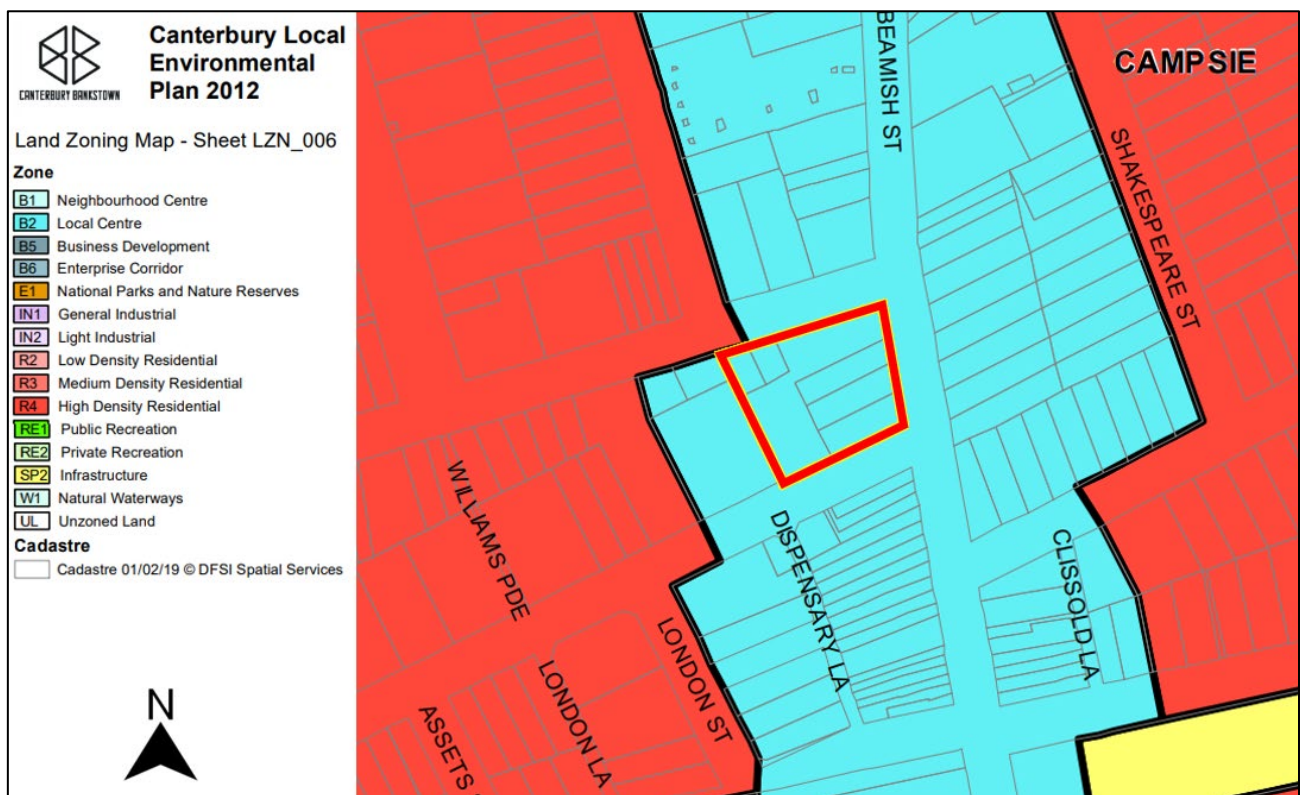 Canterbury Local
Environmental
Plan 2012
CANTERBURY BANKSTOWN
Land Zoning Map - Sheet LZN_006
Zone
B1 Neighbourhood Centre
B2 Local Centre
B5 Business Development
B6 Enterprise Corridor
E1 National Parks and Nature Reserves
IN1 General Industrial
IN2 Light Industrial
R2 Low Density Residential
R3 Medium Density Residential
R4 High Density Residential
RE1 Public Recreation
RE2 Private Recreation
SP2 Infrastructure
W1 Natural Waterways
UL Unzoned Land
Cadastre
Cadastre 01/02/19 © DFSI Spatial Services
N
BEAMISH ST
CAMPSIE
SHAKESPEARE ST
WILLIAMS PDE
DISPENSARY LA
CLISSOLD LA
LONDON ST
LONDON LA
ASSETS